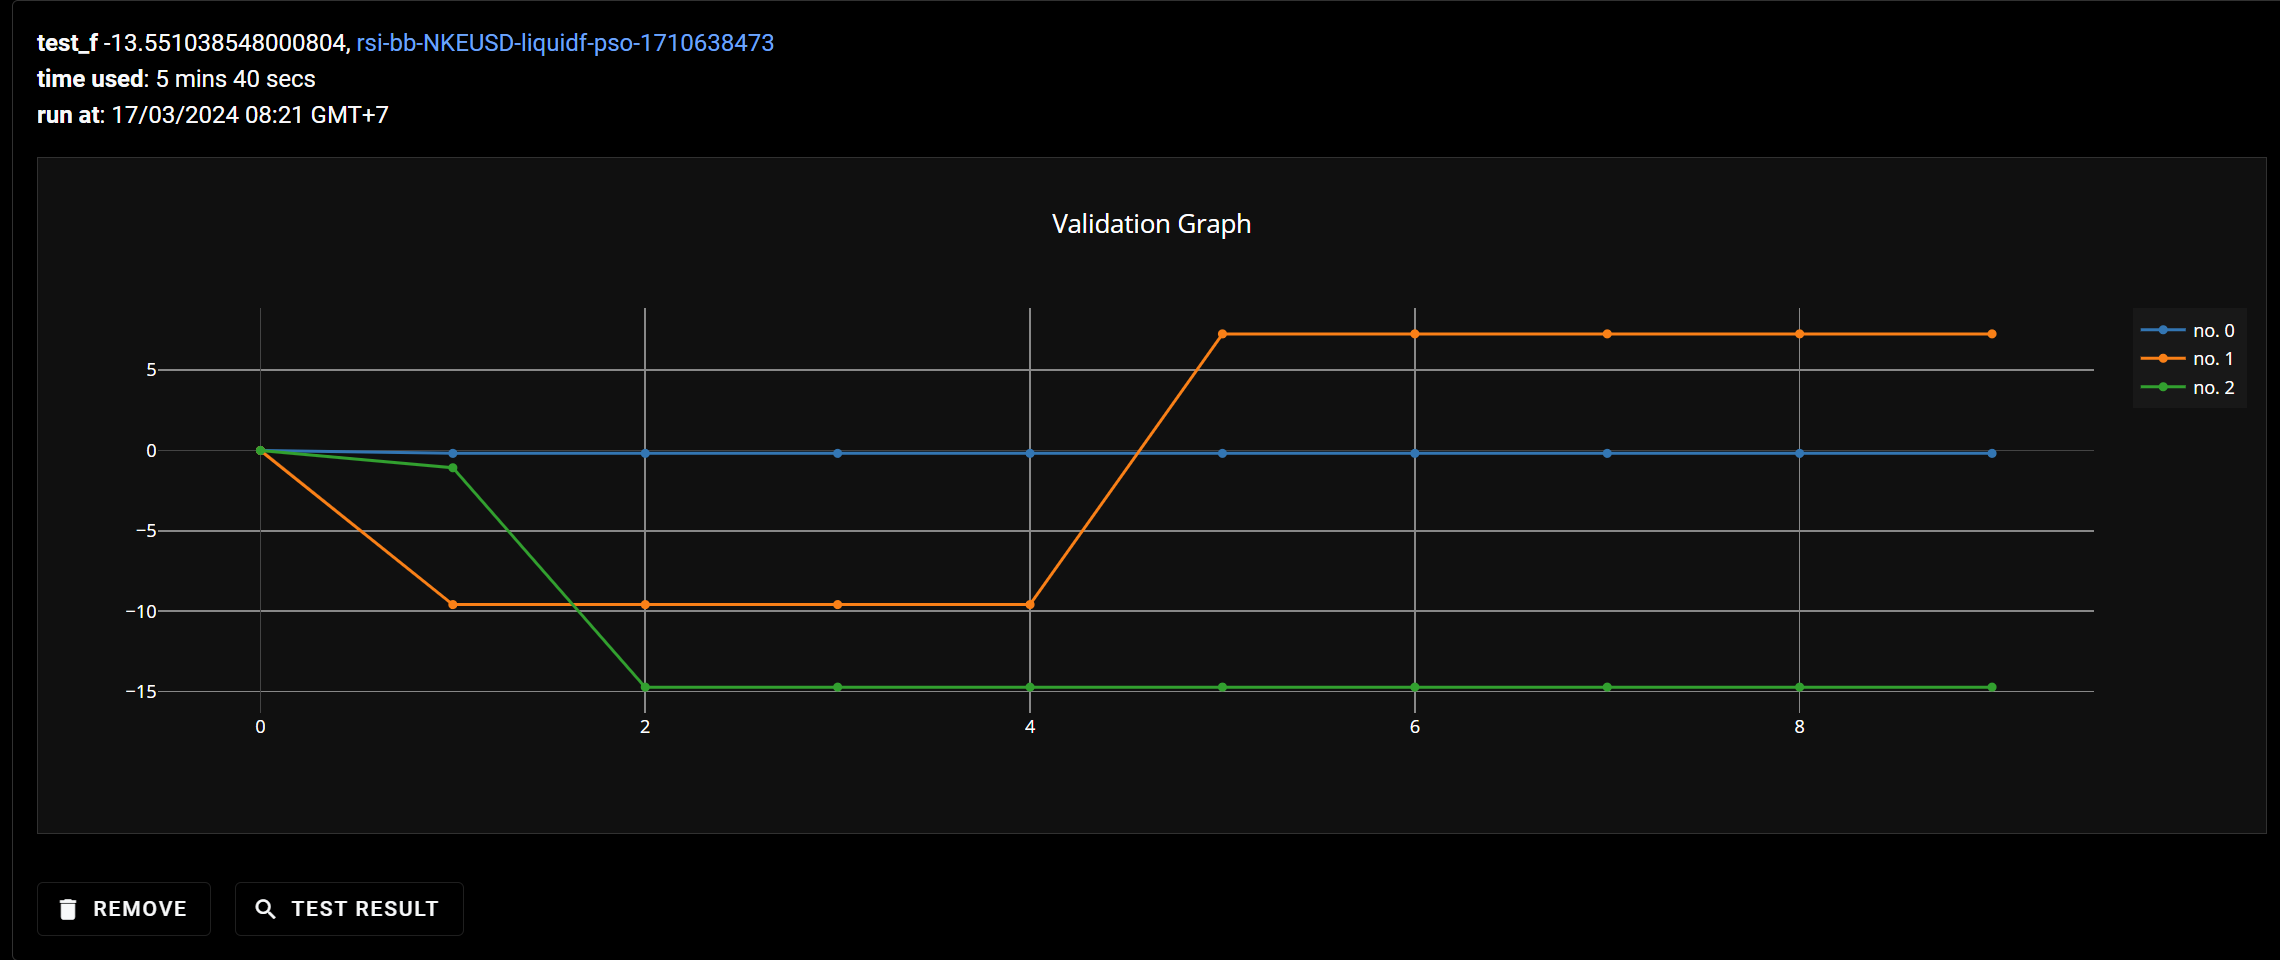 test_f -13.551038548000804, rsi-bb-NKEUSD-liquidf-pso-1710638473
time used: 5 mins 40 secs
run at: 17/03/2024 08:21 GMT+7
Validation Graph
no. 0
no. 1
no. 2
5
0
−5
−10
−15
0 2 4 6 8
REMOVE TEST RESULT